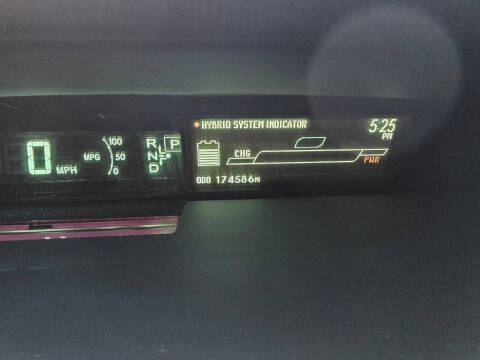 HYBRID SYSTEM INDICATOR 5:25
PM
100
R P
0 MPH MPG 50 N
0 D
CHG
PWR
ODO 174586MI